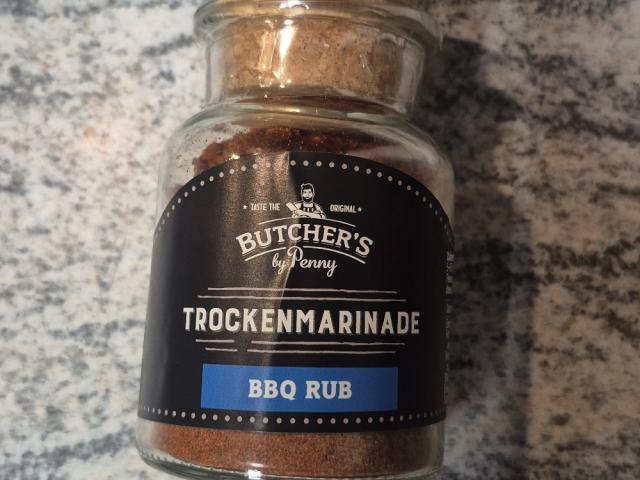 TASTE THE ORIGINAL
BUTCHER'S
by Penny
TROCKENMARINADE
BBQ RUB